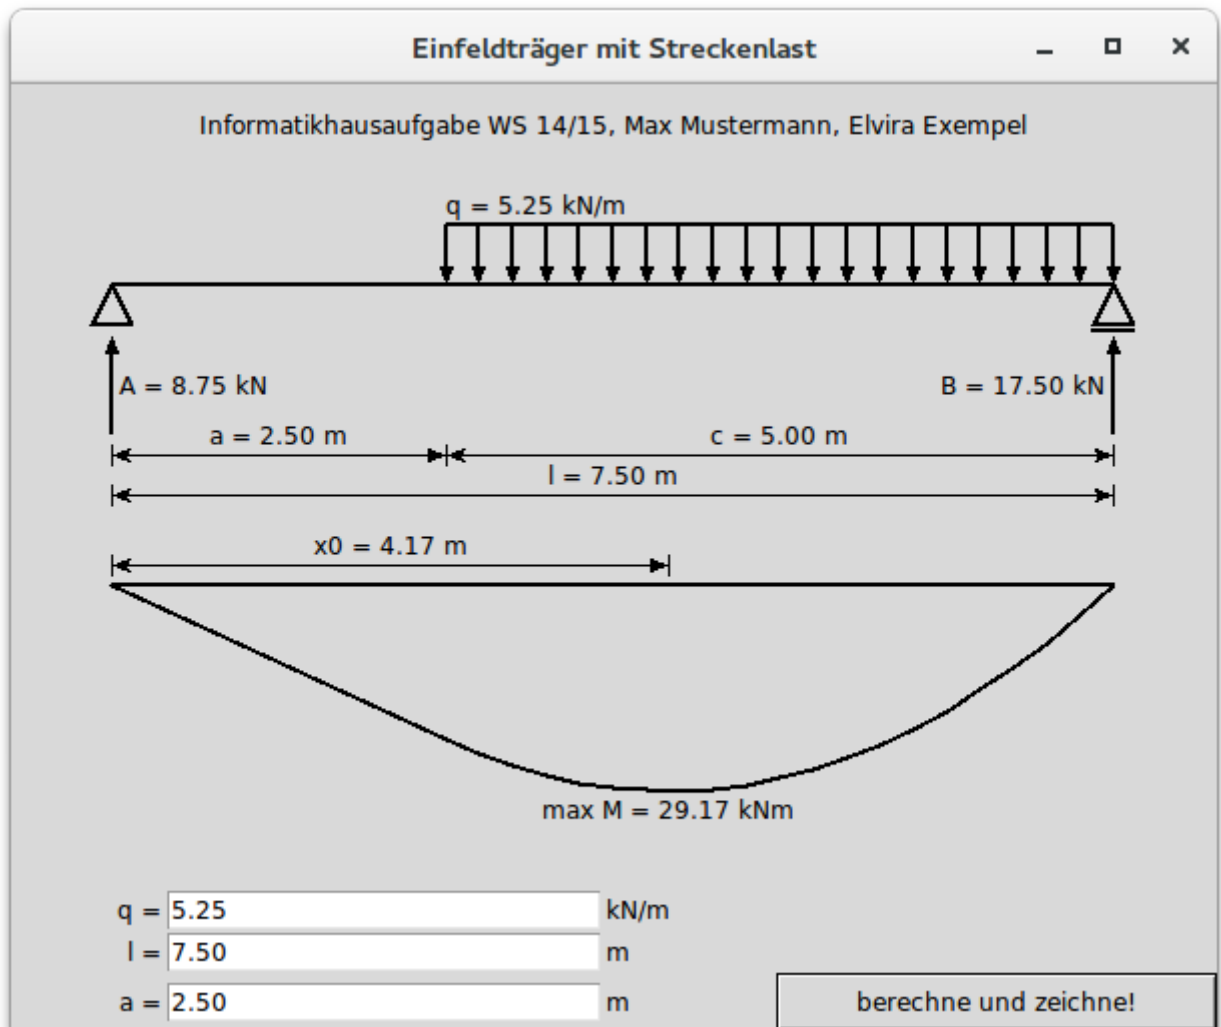 Einfeldträger mit Streckenlast
Informatikhausaufgabe WS 14/15, Max Mustermann, Elvira Exempel
q = 5.25 kN/m
A = 8.75 kN
B = 17.50 kN
a = 2.50 m
c = 5.00 m
l = 7.50 m
x0 = 4.17 m
max M = 29.17 kNm
q = 5.25 kN/m
l = 7.50 m
a = 2.50 m
berechne und zeichne!